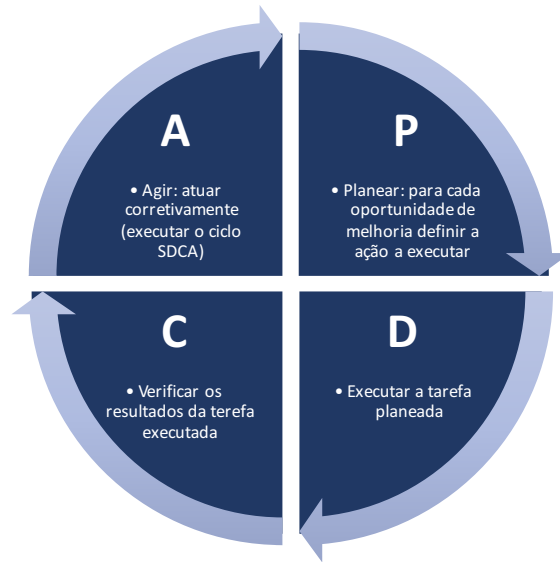 A
• Agir: atuar
corretivamente
(executar o ciclo
SDCA)
P
• Planear: para cada
oportunidade de
melhoria definir a
ação a executar
C
• Verificar os
resultados da terefa
executada
D
• Executar a tarefa
planeada